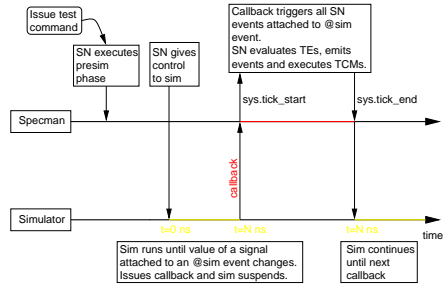 Issue test
command
SN executes
presim
phase
SN gives
control
to sim
Callback triggers all SN
events attached to @sim
event.
SN evaluates TEs, emits
events and executes TCMs.
sys.tick_start
sys.tick_end
Specman
callback
Simulator
t=0 ns
t=N ns
t=N ns
time
Sim runs until value of a signal
attached to an @sim event changes.
Issues callback and sim suspends.
Sim continues
until next
callback